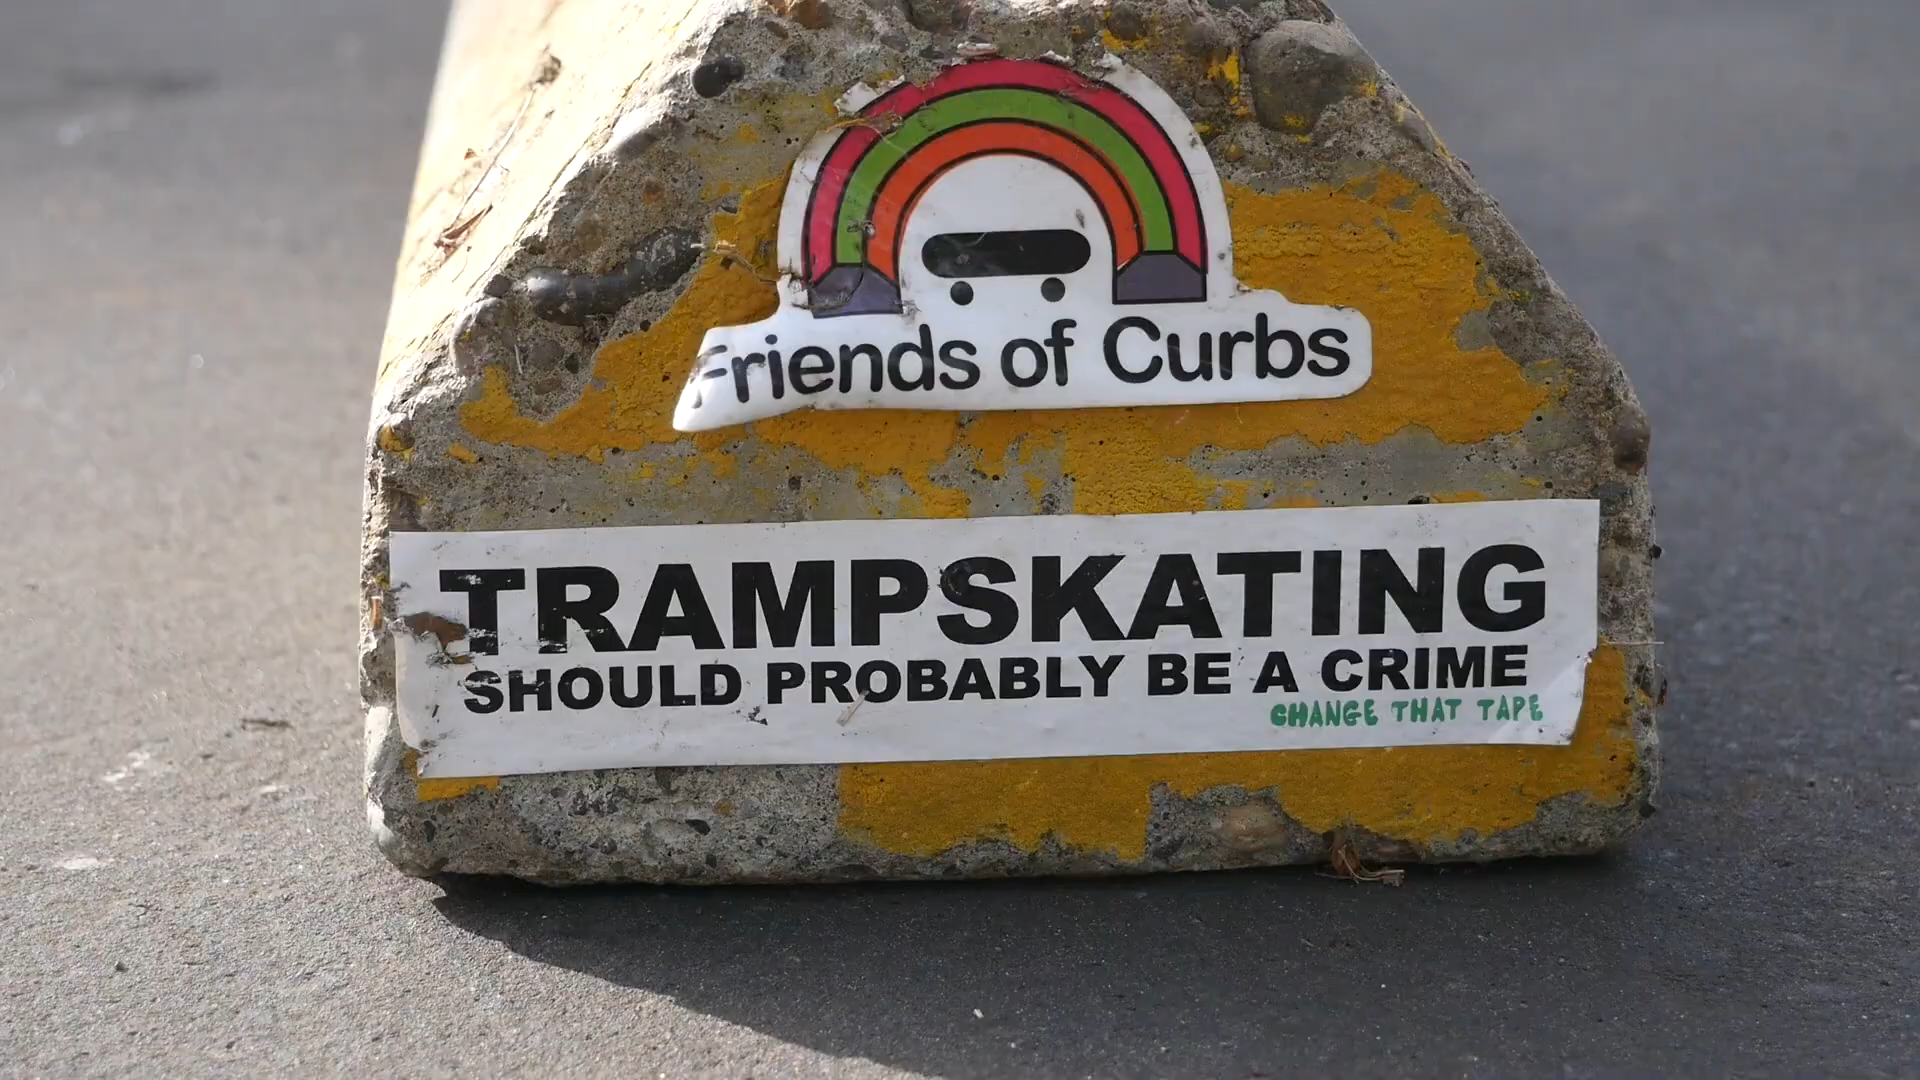 Friends of Curbs
TRAMPSKATING
SHOULD PROBABLY BE A CRIME
CHANGE THAT TAPE